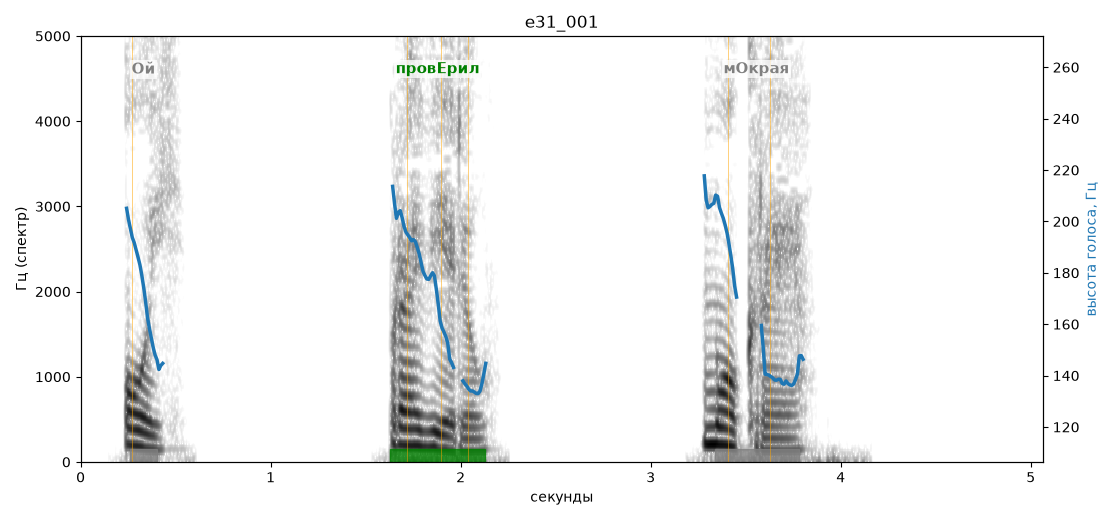 e31_001
Ой
провЕрил
мОкрая
5000
4000
3000
2000
1000
0
Гц (спектр)
260
240
220
200
180
160
140
120
высота голоса, Гц
0 1 2 3 4 5
секунды